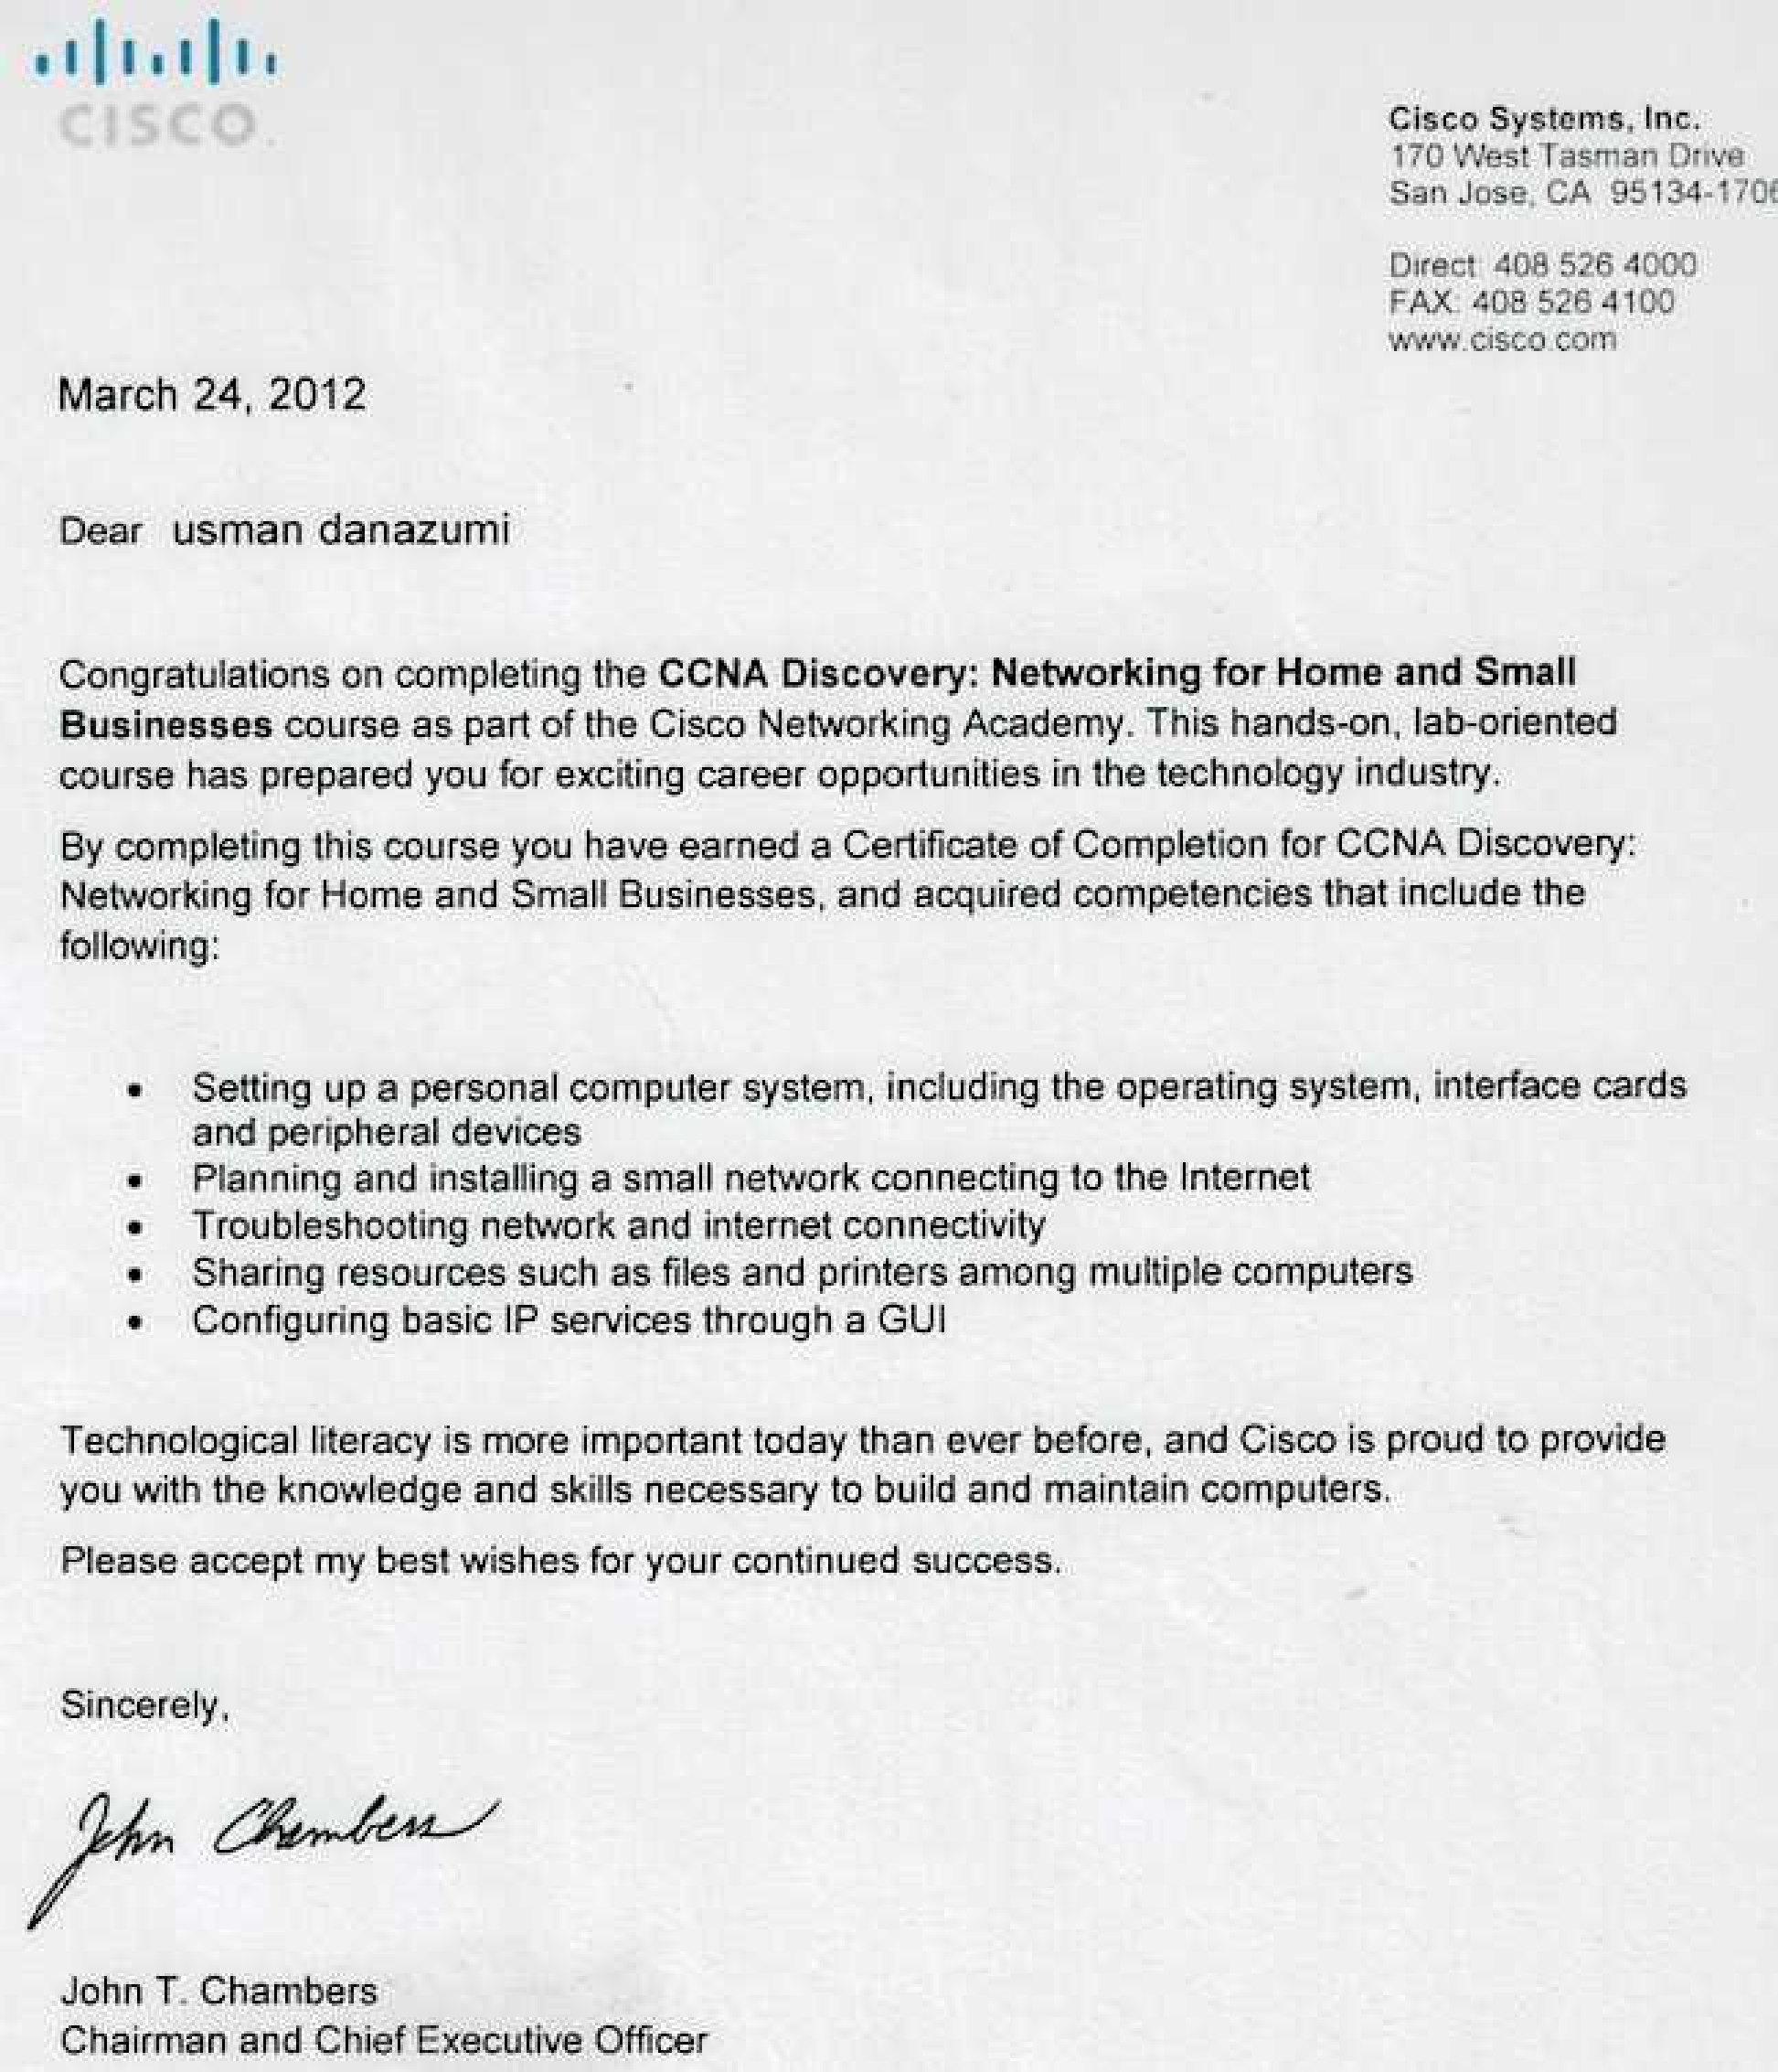 CISCO.
Cisco Systems, Inc.
170 West Tasman Drive
San Jose, CA 95134-1706
Direct: 408 526 4000
FAX: 408 526 4100
www.cisco.com
March 24, 2012
Dear usman danazumi
Congratulations on completing the CCNA Discovery: Networking for Home and Small
Businesses course as part of the Cisco Networking Academy. This hands-on, lab-oriented
course has prepared you for exciting career opportunities in the technology industry.
By completing this course you have earned a Certificate of Completion for CCNA Discovery:
Networking for Home and Small Businesses, and acquired competencies that include the
following:
• Setting up a personal computer system, including the operating system, interface cards
and peripheral devices
• Planning and installing a small network connecting to the Internet
• Troubleshooting network and internet connectivity
• Sharing resources such as files and printers among multiple computers
• Configuring basic IP services through a GUI
Technological literacy is more important today than ever before, and Cisco is proud to provide
you with the knowledge and skills necessary to build and maintain computers.
Please accept my best wishes for your continued success.
Sincerely,
John Chambers
John T. Chambers
Chairman and Chief Executive Officer